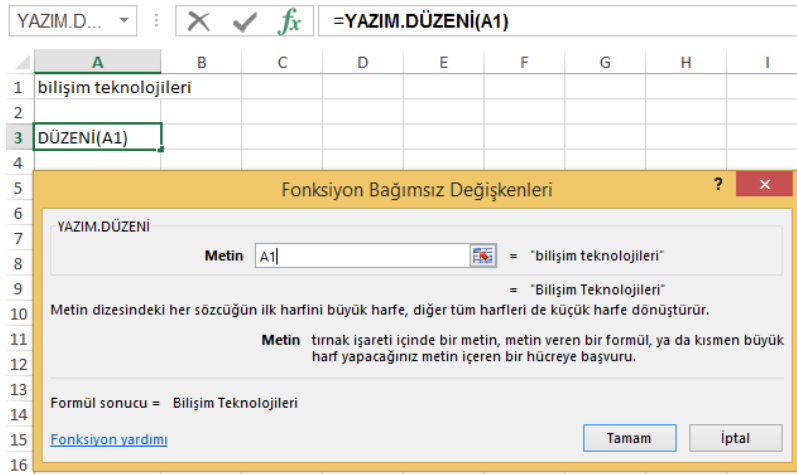 YAZIM.D... fx =YAZIM.DÜZENİ(A1)
A B C D E F G H I
1 bilişim teknolojileri
2
3 DÜZENİ(A1)
4
5 Fonksiyon Bağımsız Değişkenleri ? ×
6
YAZIM.DÜZENİ
7
8 Metin A1 = "bilişim teknolojileri"
9 = "Bilişim Teknolojileri"
10 Metin dizesindeki her sözcüğün ilk harfini büyük harfe, diğer tüm harfleri de küçük harfe dönüştürür.
11 Metin tırnak işareti içinde bir metin, metin veren bir formül, ya da kısmen büyük
12 harf yapacağınız metin içeren bir hücreye başvuru.
13
14 Formül sonucu = Bilişim Teknolojileri
15 Fonksiyon yardımı Tamam İptal
16